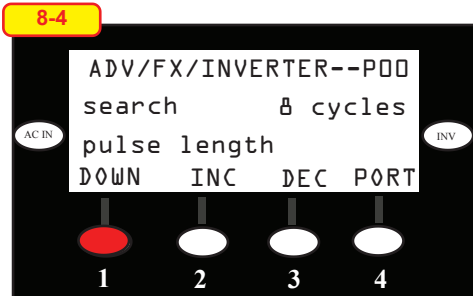 8-4
ADV/FX/INVERTER--P00
search 8 cycles
pulse length
DOWN INC DEC PORT
AC IN
INV
1 2 3 4